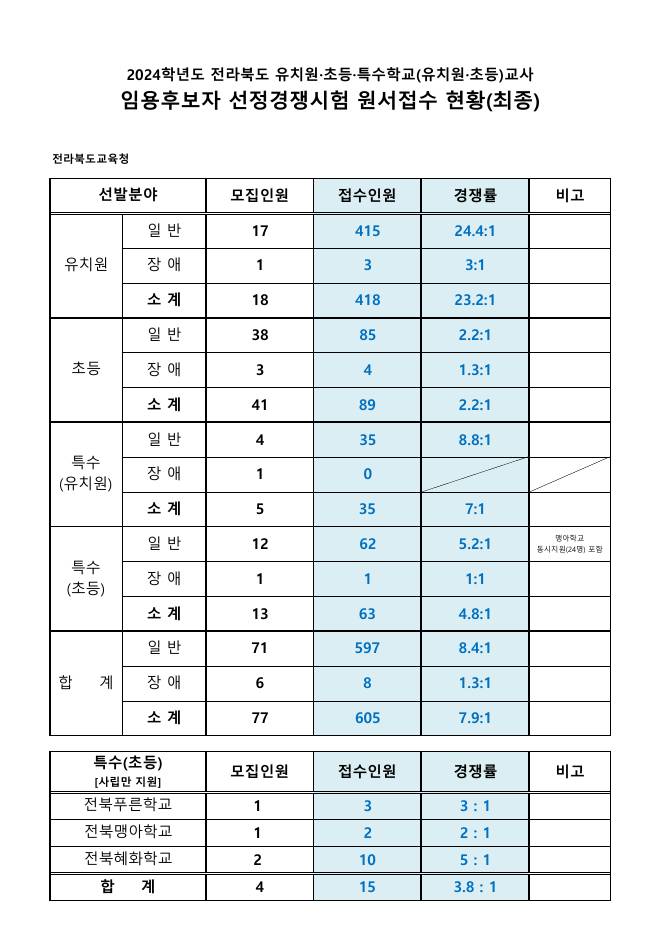 2024학년도 전라북도 유치원·초등·특수학교(유치원·초등)교사
임용후보자 선정경쟁시험 원서접수 현황(최종)
전라북도교육청
선발분야 모집인원 접수인원 경쟁률 비고
유치원 일 반 17 415 24.4:1
장 애 1 3 3:1
소 계 18 418 23.2:1
초등 일 반 38 85 2.2:1
장 애 3 4 1.3:1
소 계 41 89 2.2:1
특수
(유치원)
일 반 4 35 8.8:1
장 애 1 0
소 계 5 35 7:1
특수
(초등)
일 반 12 62 5.2:1 맹아학교
동시지원(24명) 포함
장 애 1 1 1:1
소 계 13 63 4.8:1
합 계 일 반 71 597 8.4:1
장 애 6 8 1.3:1
소 계 77 605 7.9:1
특수(초등)
[사립만 지원]
모집인원 접수인원 경쟁률 비고
전북푸른학교 1 3 3 : 1
전북맹아학교 1 2 2 : 1
전북혜화학교 2 10 5 : 1
합 계 4 15 3.8 : 1